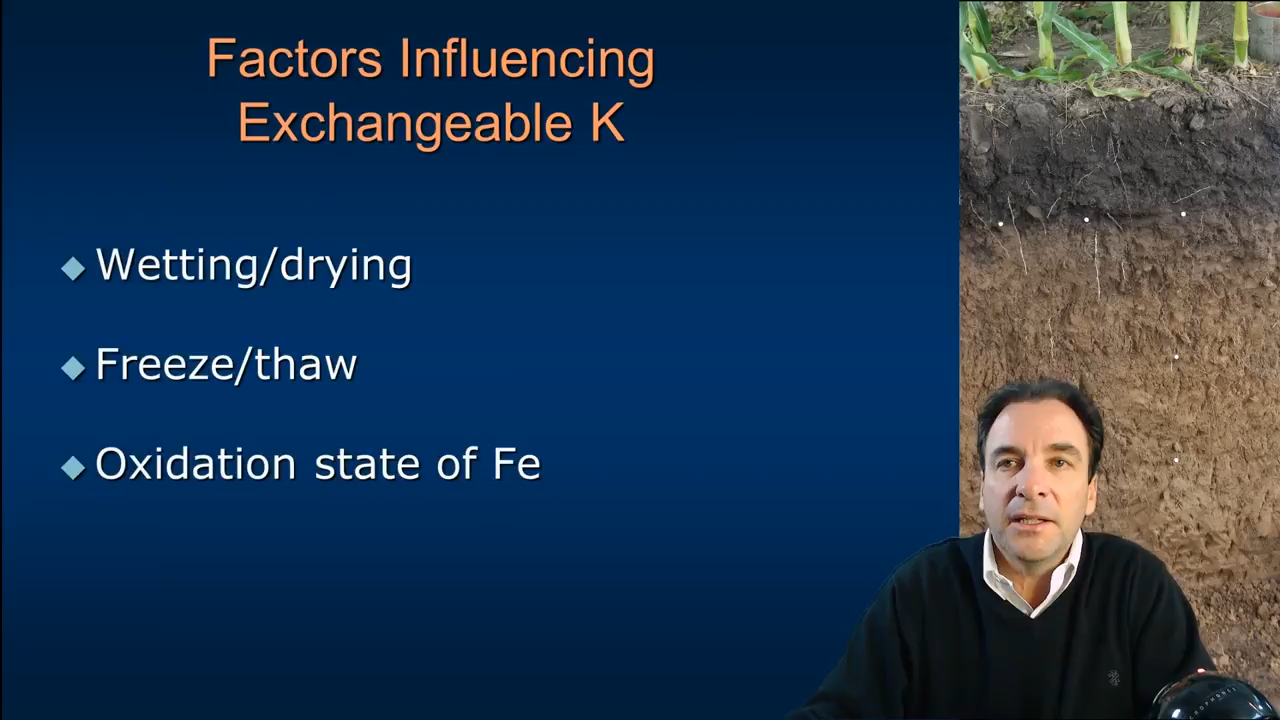 Factors Influencing
Exchangeable K
Wetting/drying
Freeze/thaw
Oxidation state of Fe